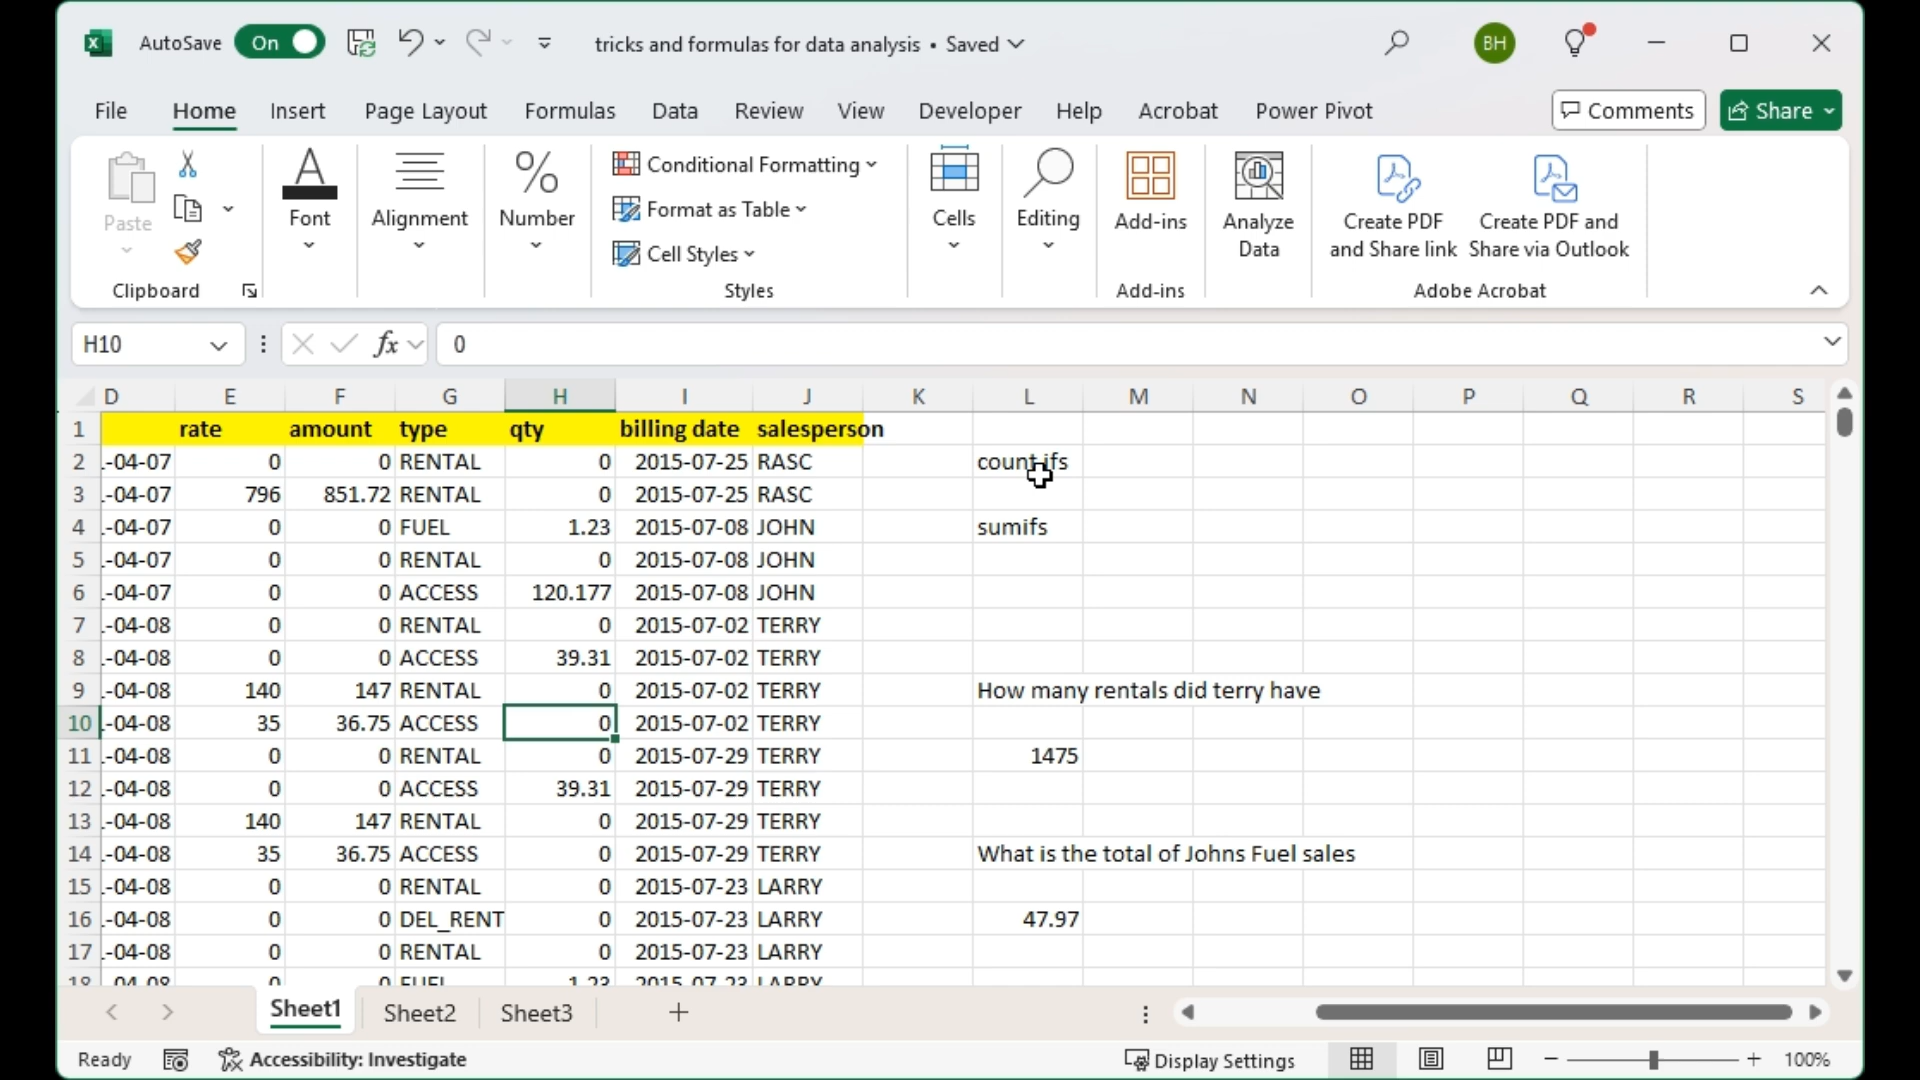 AutoSave On tricks and formulas for data analysis • Saved BH
File Home Insert Page Layout Formulas Data Review View Developer Help Acrobat Power Pivot Comments Share
Paste Font Alignment Number Conditional Formatting Format as Table Cell Styles Cells Editing Add-ins Analyze Data Create PDF and Share link Create PDF and Share via Outlook
Clipboard Styles Add-ins Adobe Acrobat
H10 fx 0
D E F G H I J K L M N O P Q R S
1 rate amount type qty billing date salesperson
2 -04-07 0 0 RENTAL 0 2015-07-25 RASC count ifs
3 -04-07 796 851.72 RENTAL 0 2015-07-25 RASC
4 -04-07 0 0 FUEL 1.23 2015-07-08 JOHN sumifs
5 -04-07 0 0 RENTAL 0 2015-07-08 JOHN
6 -04-07 0 0 ACCESS 120.177 2015-07-08 JOHN
7 -04-08 0 0 RENTAL 0 2015-07-02 TERRY
8 -04-08 0 0 ACCESS 39.31 2015-07-02 TERRY
9 -04-08 140 147 RENTAL 0 2015-07-02 TERRY How many rentals did terry have
10 -04-08 35 36.75 ACCESS 0 2015-07-02 TERRY
11 -04-08 0 0 RENTAL 0 2015-07-29 TERRY 1475
12 -04-08 0 0 ACCESS 39.31 2015-07-29 TERRY
13 -04-08 140 147 RENTAL 0 2015-07-29 TERRY
14 -04-08 35 36.75 ACCESS 0 2015-07-29 TERRY What is the total of Johns Fuel sales
15 -04-08 0 0 RENTAL 0 2015-07-23 LARRY
16 -04-08 0 0 DEL_RENT 0 2015-07-23 LARRY 47.97
17 -04-08 0 0 RENTAL 0 2015-07-23 LARRY
18 -04-08 0 0 FUEL 1.23 2015-07-23 LARRY
Sheet1 Sheet2 Sheet3
Ready Accessibility: Investigate Display Settings 100%